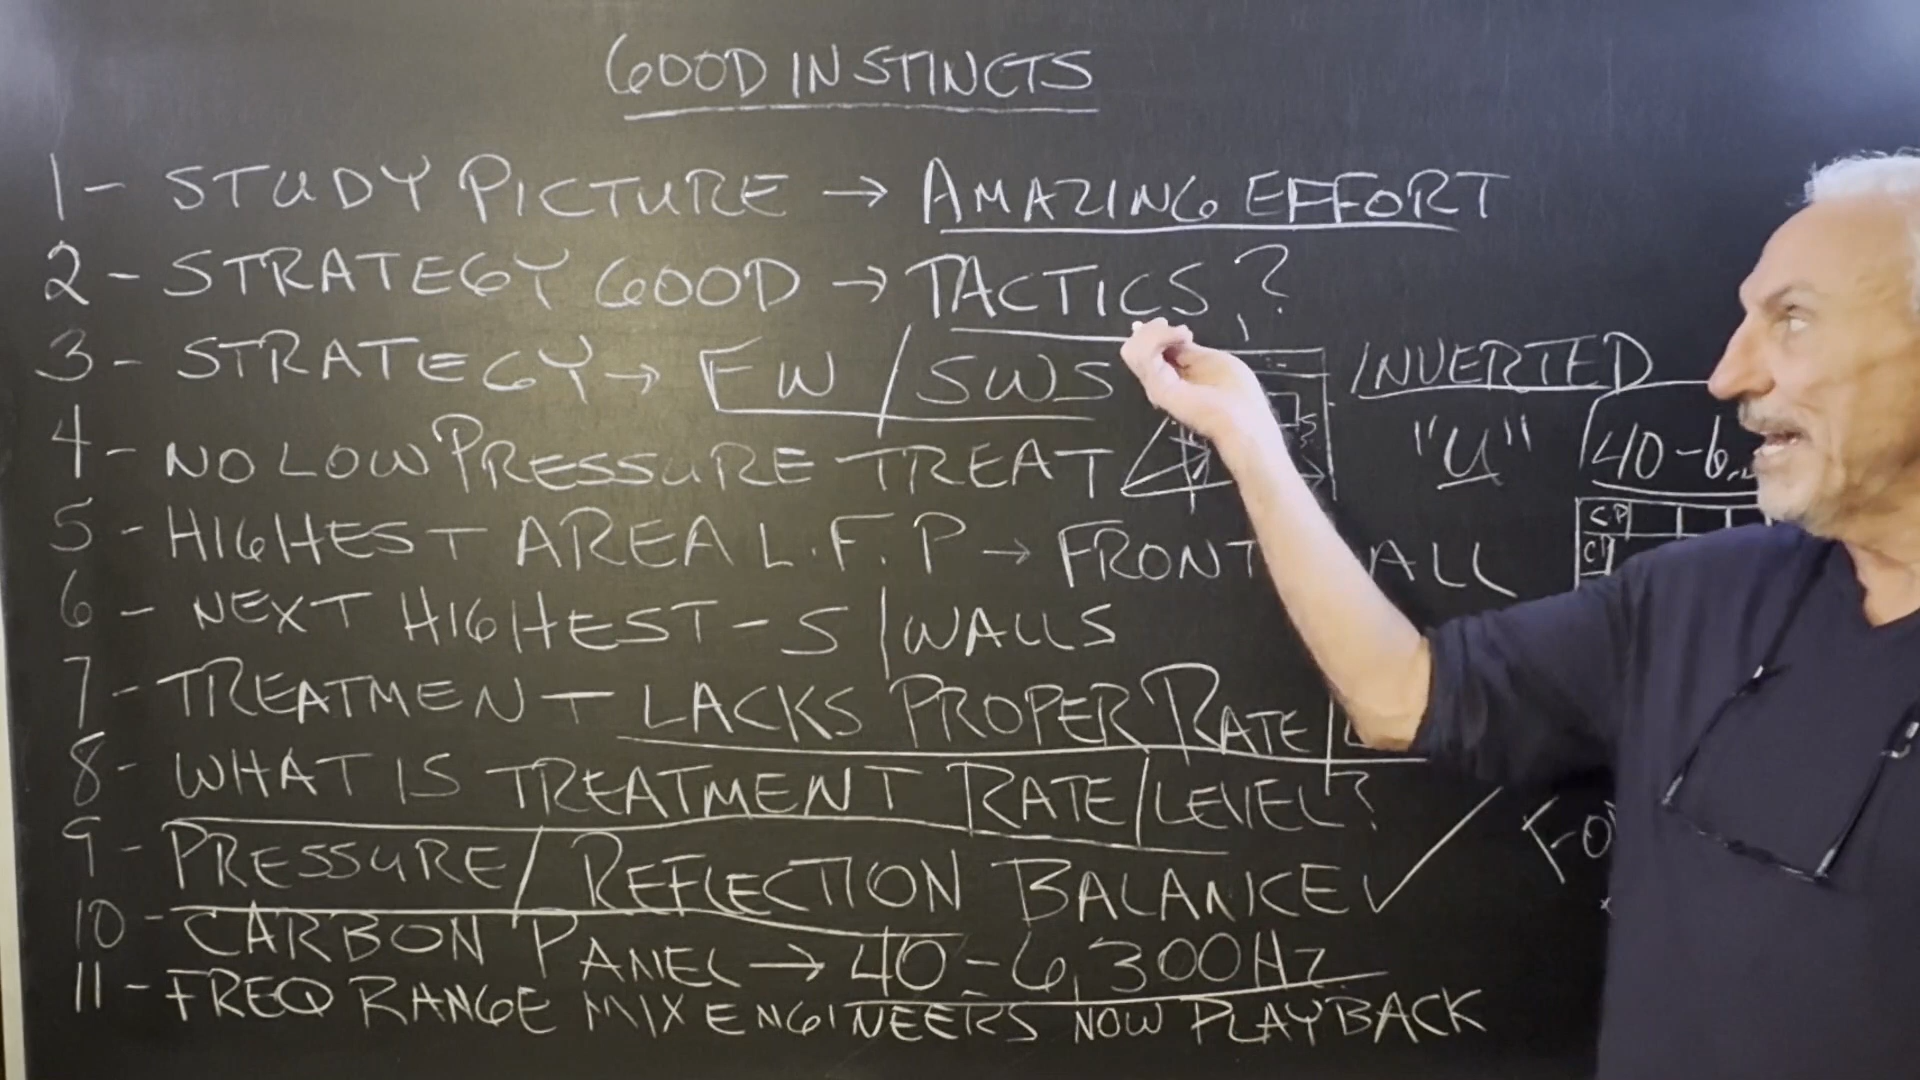 GOOD INSTINCTS
1- STUDY PICTURE → AMAZING EFFORT
2- STRATEGY GOOD → TACTICS?
3- STRATEGY → FW/SWS
4- NO LOW PRESSURE TREAT
5- HIGHEST AREA L.F.P → FRONT ALL
6- NEXT HIGHEST-S/WALLS
7- TREATMENT LACKS PROPER RATE/
8- WHAT IS TREATMENT RATE/LEVEL?
9- PRESSURE/REFLECTION BALANCE ✓
10- CARBON PANEL → 40-6,300HZ
11- FREQ RANGE MIX ENGINEERS NOW PLAYBACK
INVERTED
"U"
40-6,
C.P
CP